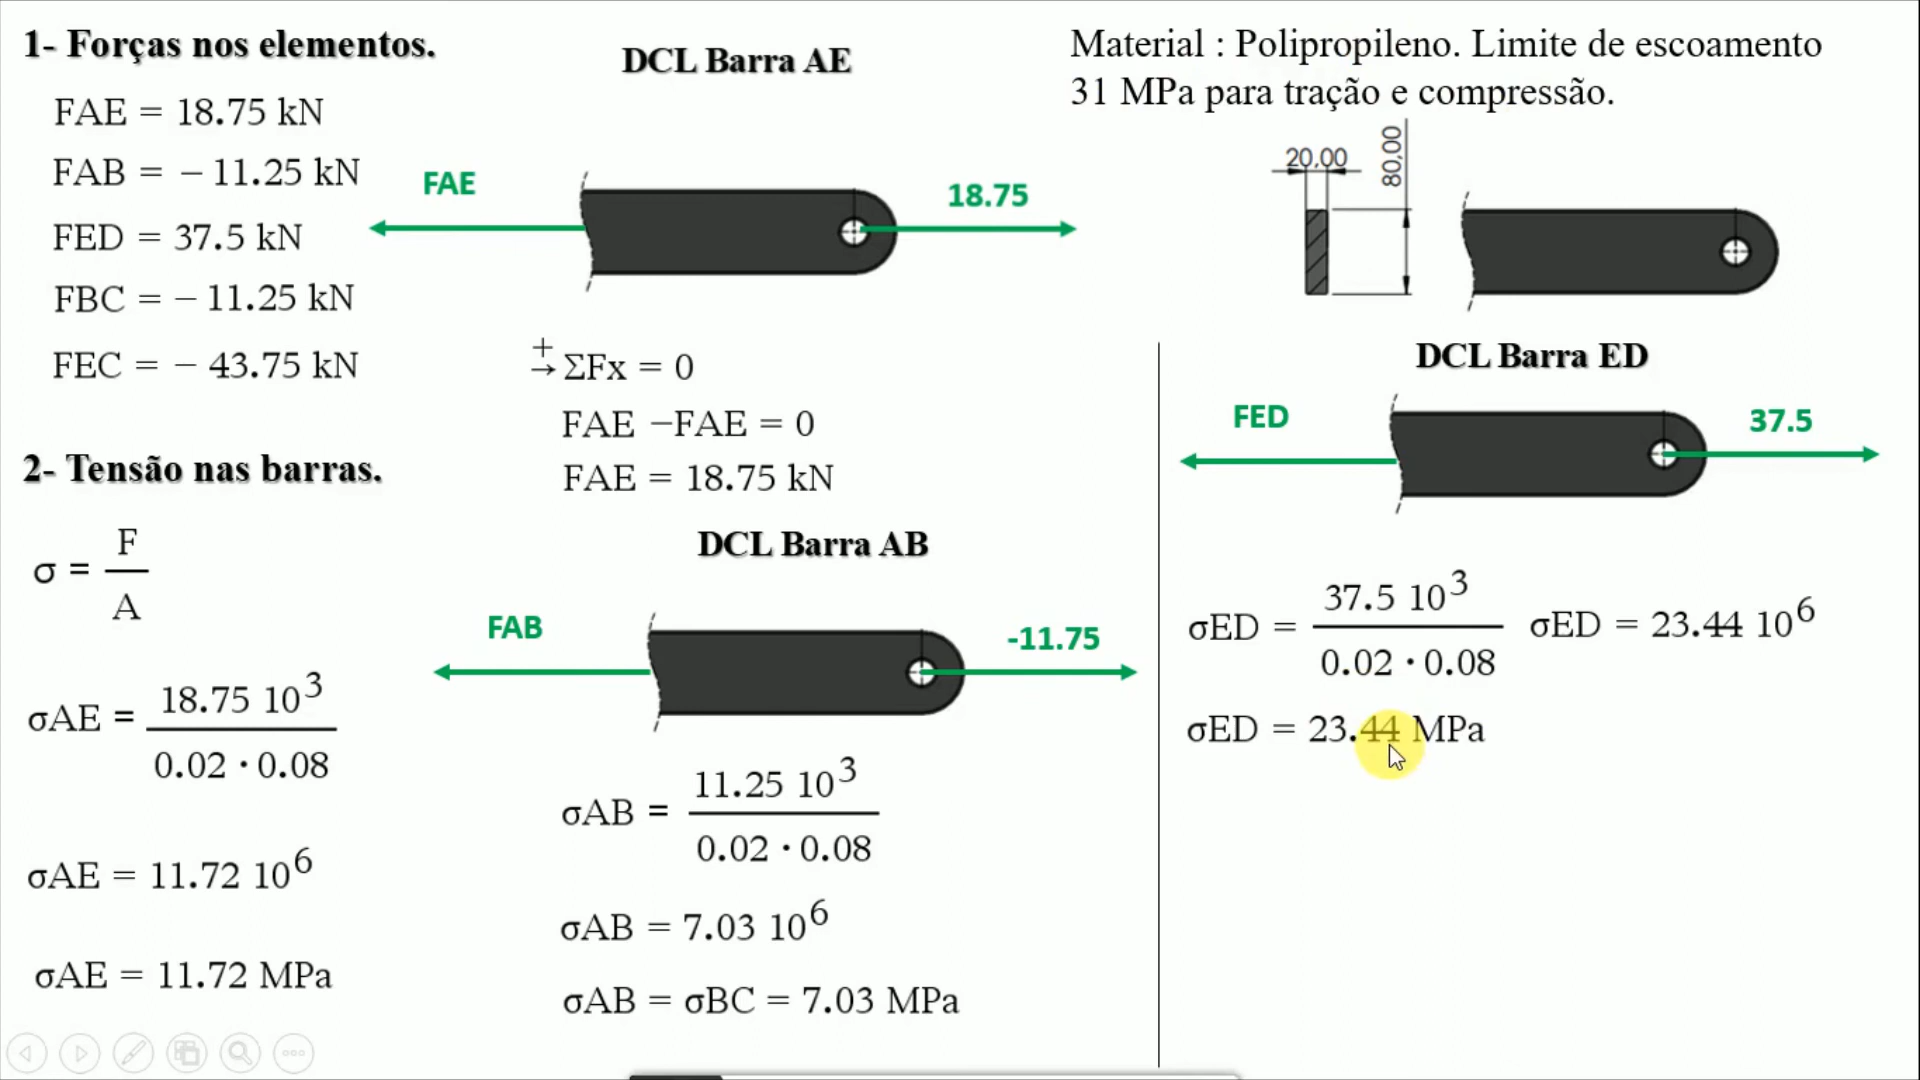 1- Forças nos elementos.
FAE = 18.75 kN
FAB = − 11.25 kN
FED = 37.5 kN
FBC = − 11.25 kN
FEC = − 43.75 kN
2- Tensão nas barras.
σ = F / A
σAE = 18.75 10^3 / 0.02 · 0.08
σAE = 11.72 10^6
σAE = 11.72 MPa
DCL Barra AE
FAE
18.75
+
→ ΣFx = 0
FAE −FAE = 0
FAE = 18.75 kN
DCL Barra AB
FAB
-11.75
σAB = 11.25 10^3 / 0.02 · 0.08
σAB = 7.03 10^6
σAB = σBC = 7.03 MPa
Material : Polipropileno. Limite de escoamento
31 MPa para tração e compressão.
20,00
80,00
DCL Barra ED
FED
37.5
σED = 37.5 10^3 / 0.02 · 0.08
σED = 23.44 10^6
σED = 23.44 MPa